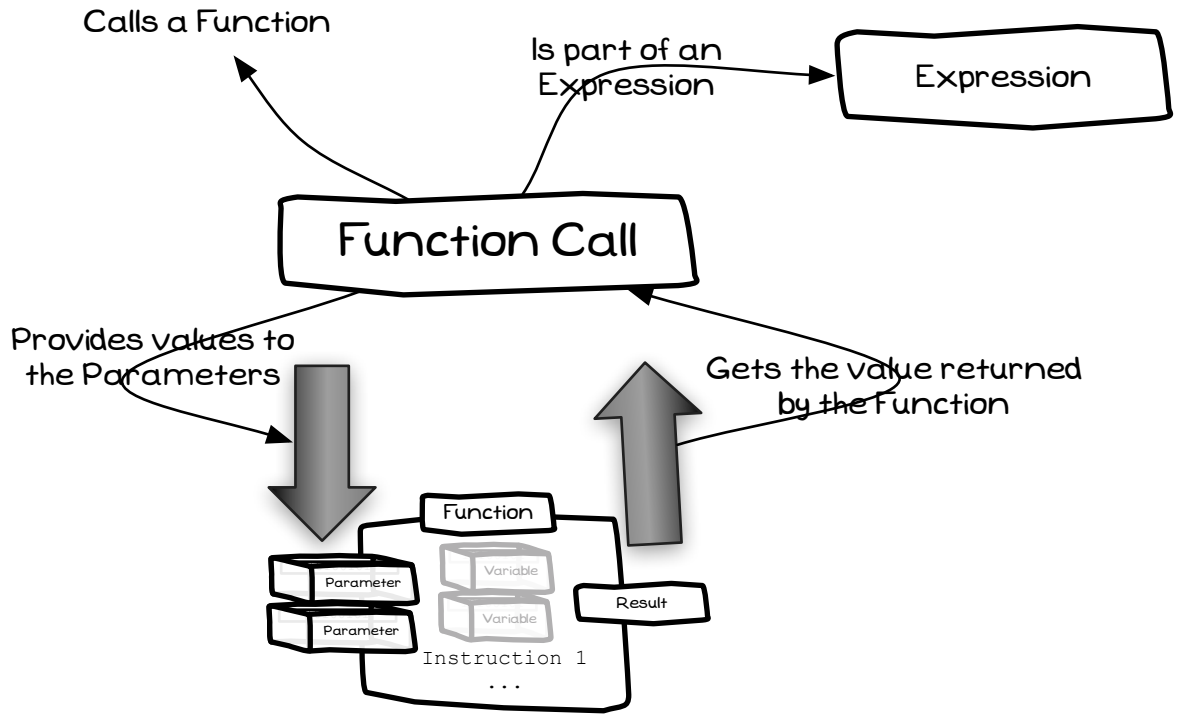 Calls a Function
Is part of an
Expression
Expression
Function Call
Provides values to
the Parameters
Gets the value returned
by the Function
Function
Variable
Parameter
Result
Variable
Parameter
Instruction 1
...